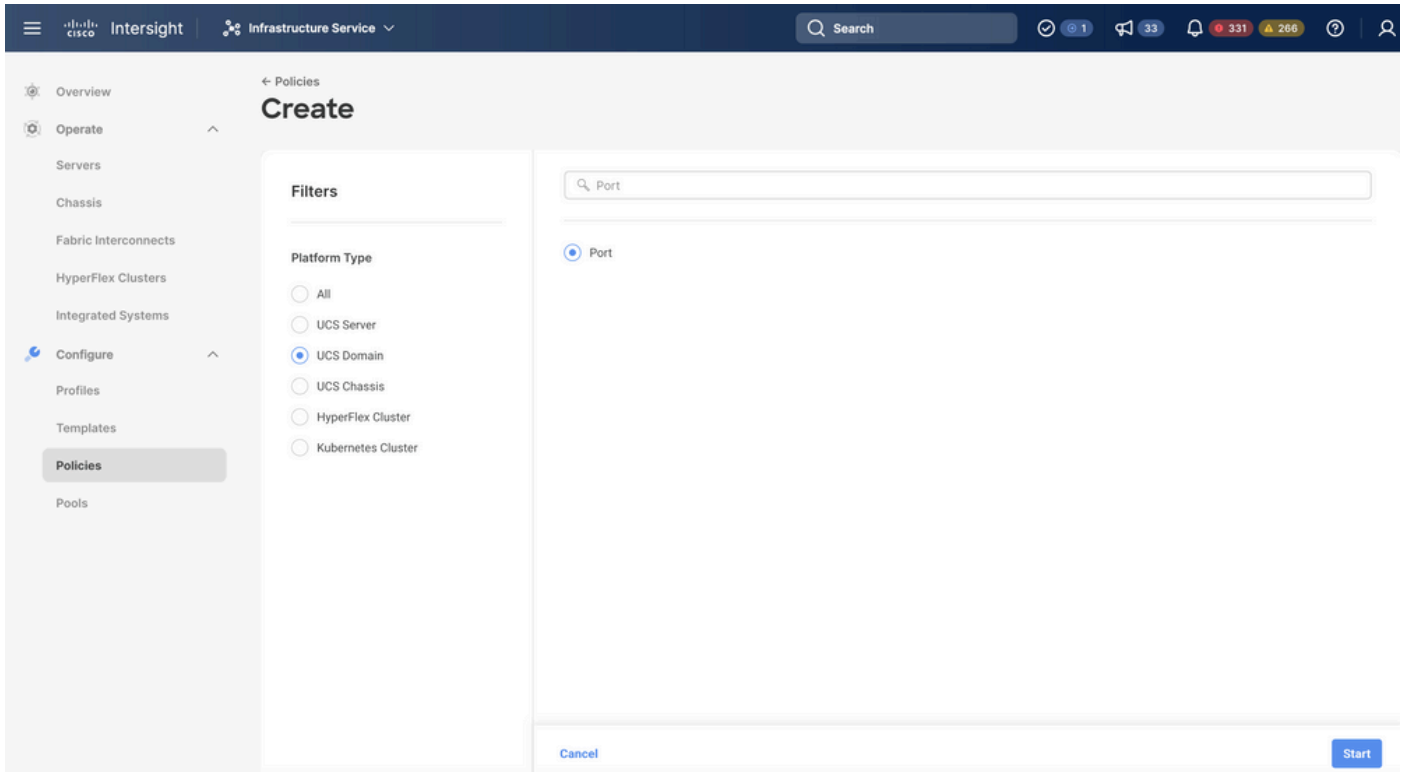 cisco Intersight Infrastructure Service Search 1 33 331 266
← Policies
Create
Overview
Operate
Servers
Chassis
Fabric Interconnects
HyperFlex Clusters
Integrated Systems
Configure
Profiles
Templates
Policies
Pools
Filters
Platform Type
All
UCS Server
UCS Domain
UCS Chassis
HyperFlex Cluster
Kubernetes Cluster
Port
Port
Cancel
Start